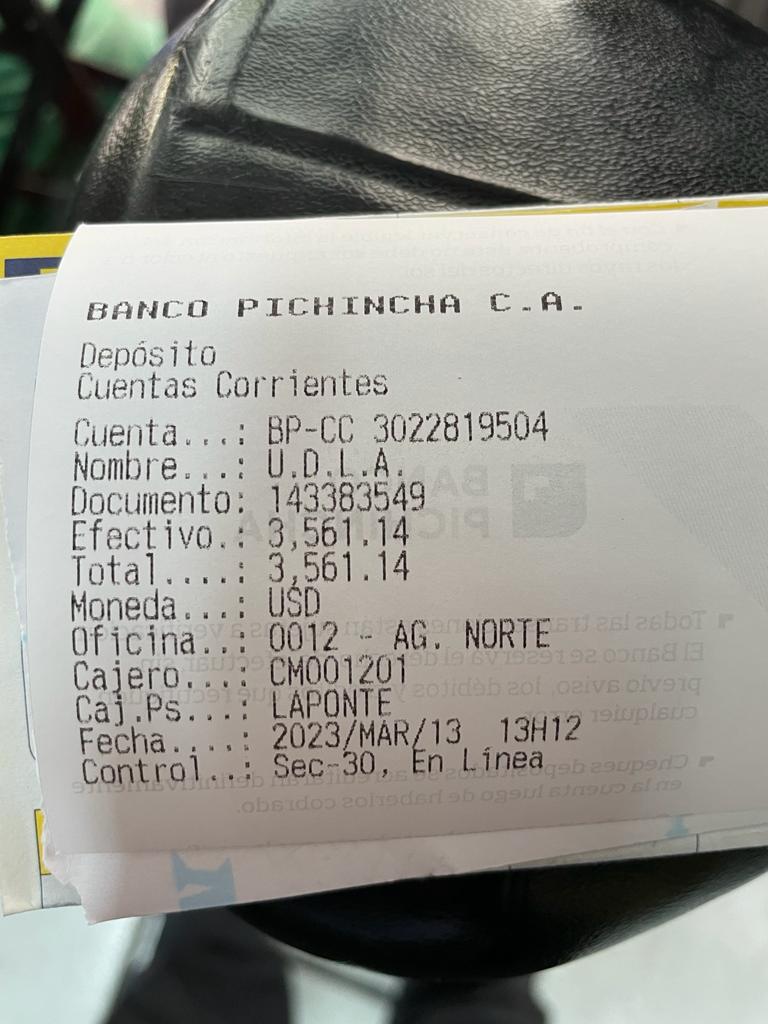 BANCO PICHINCHA C.A.
Depósito
Cuentas Corrientes
Cuenta...: BP-CC 3022819504
Nombre...: U.D.L.A.
Documento: 143383549
Efectivo.: 3,561.14
Total....: 3,561.14
Moneda...: USD
Oficina..: 0012 - AG. NORTE
Cajero...: CM001201
Caj.Ps...: LAPONTE
Fecha....: 2023/MAR/13 13H12
Control..: Sec-30, En Línea